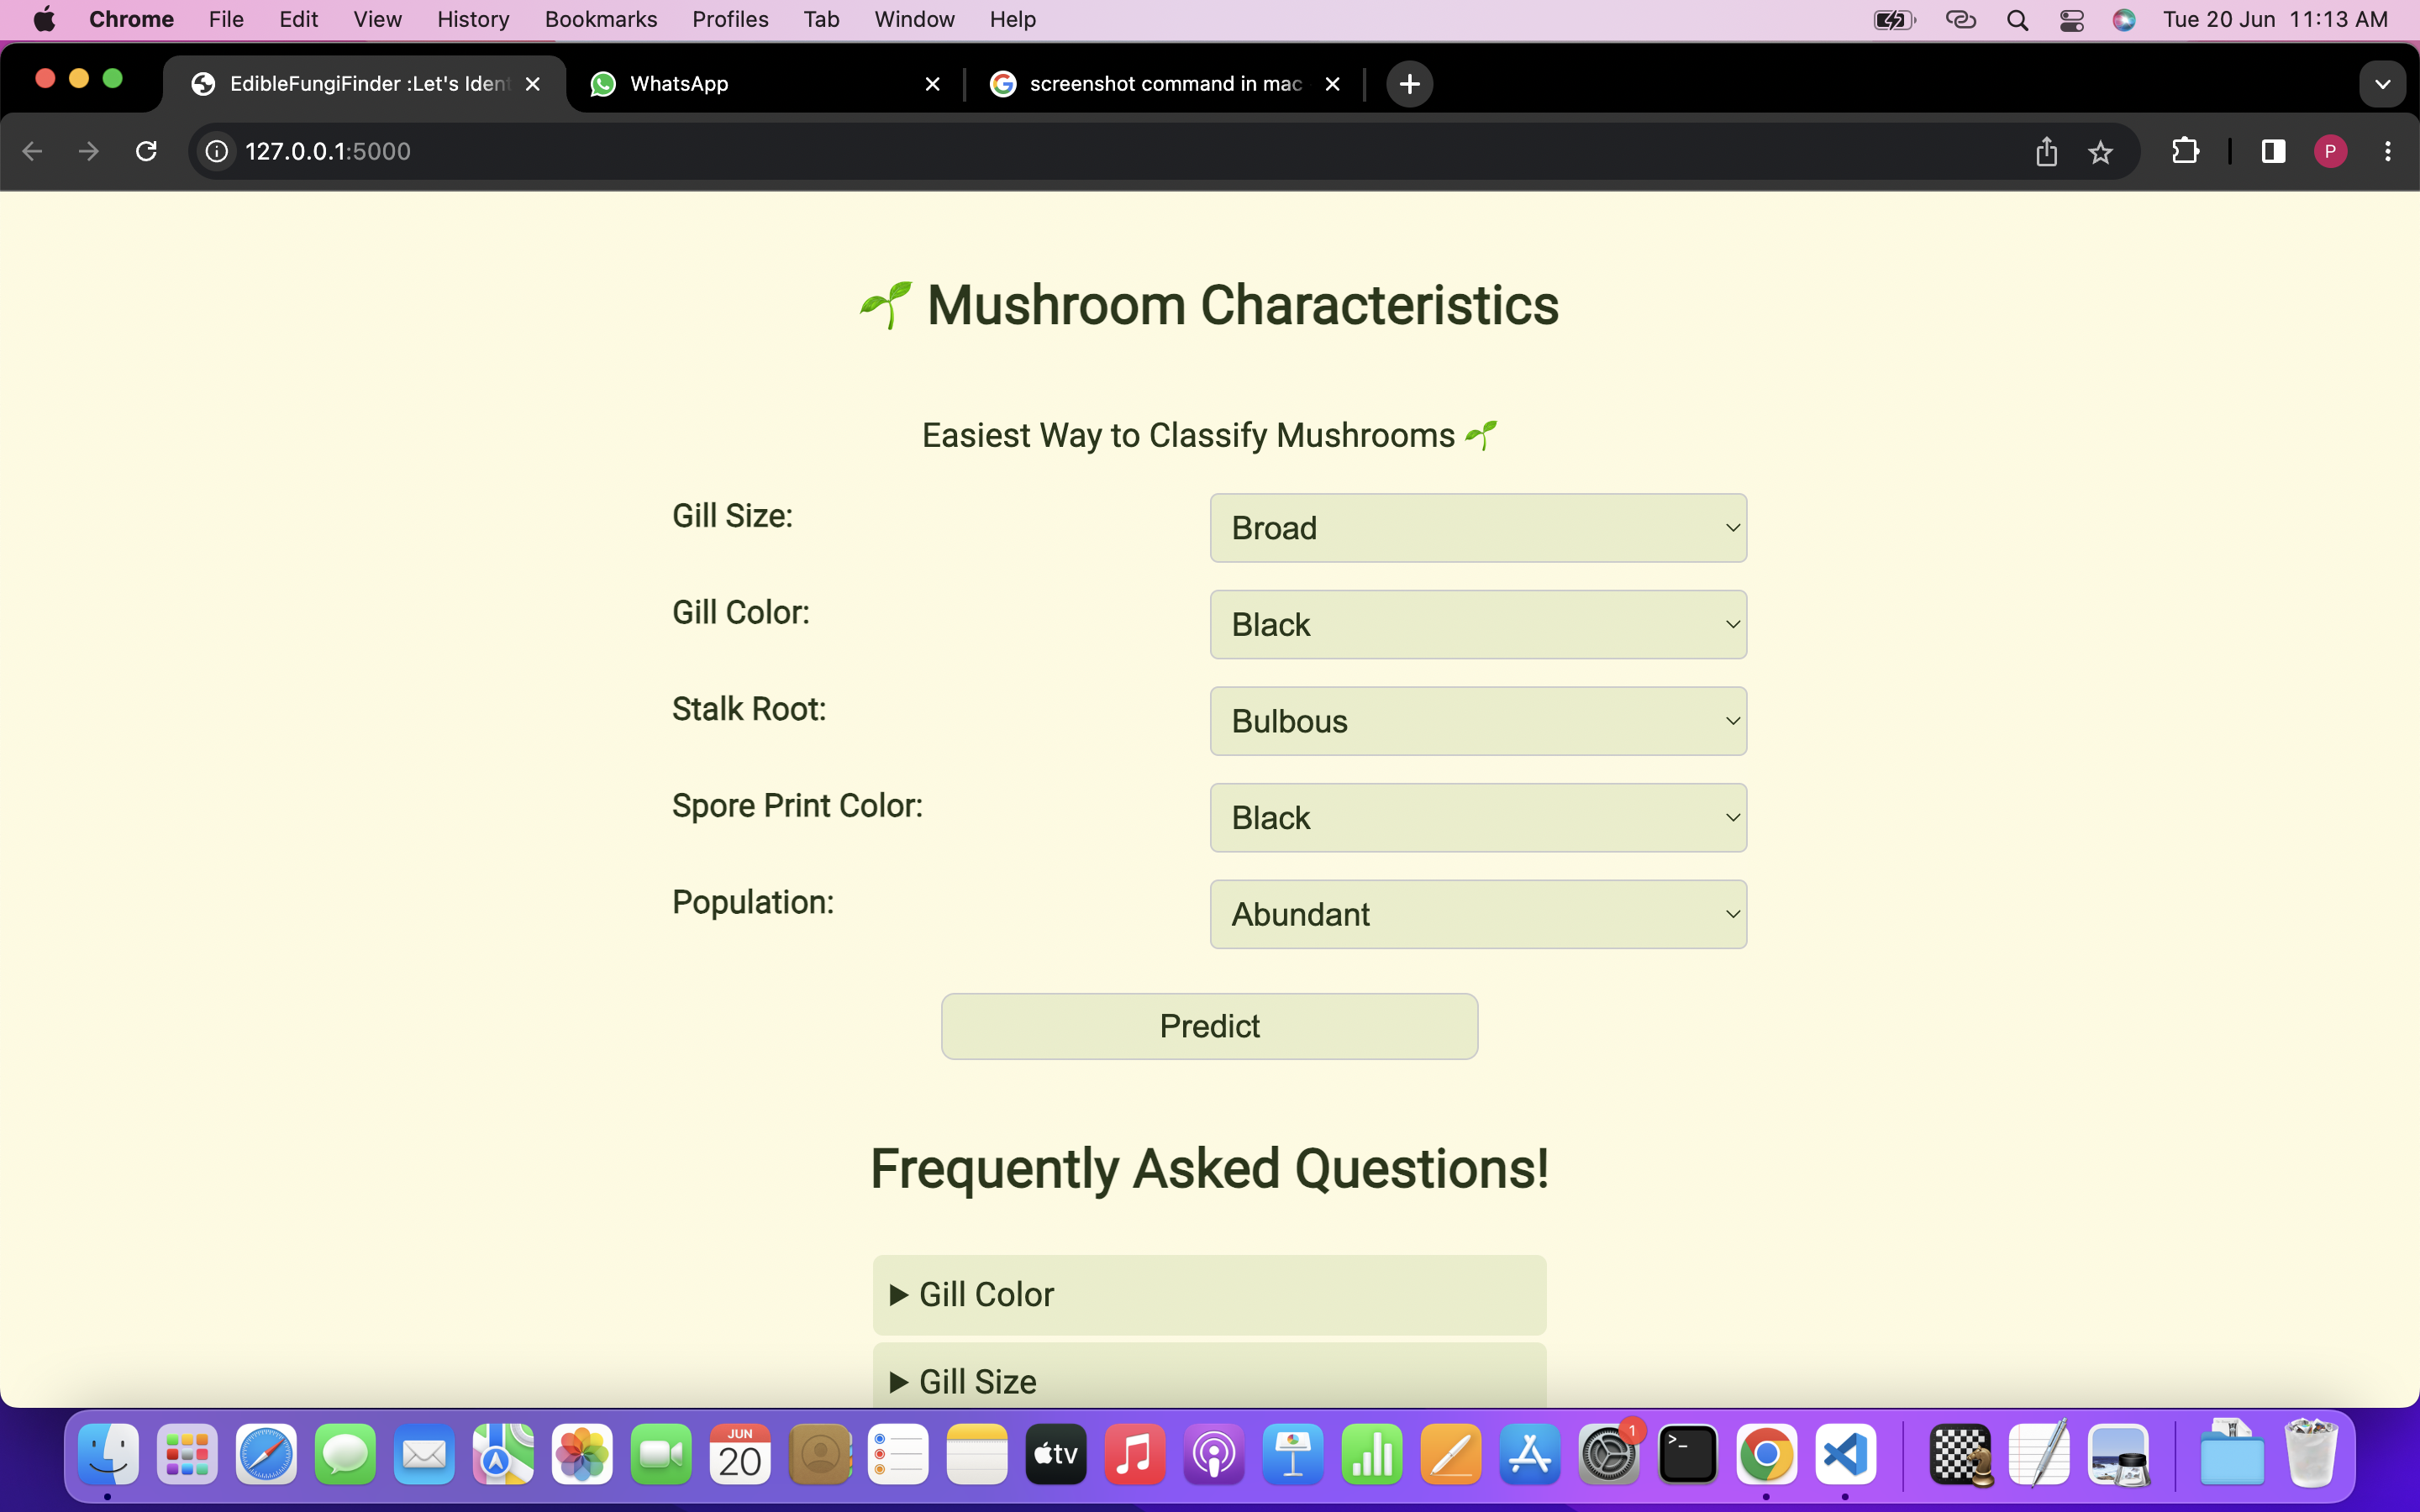 Chrome File Edit View History Bookmarks Profiles Tab Window Help Tue 20 Jun 11:13 AM
EdibleFungiFinder :Let's Ident WhatsApp screenshot command in mac
127.0.0.1:5000 P
Mushroom Characteristics
Easiest Way to Classify Mushrooms
Gill Size: Broad
Gill Color: Black
Stalk Root: Bulbous
Spore Print Color: Black
Population: Abundant
Predict
Frequently Asked Questions!
▶ Gill Color
▶ Gill Size
JUN
20
tv
1
>_